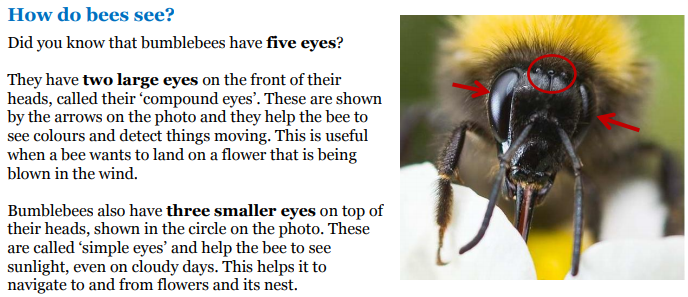 How do bees see?
Did you know that bumblebees have five eyes?
They have two large eyes on the front of their
heads, called their ‘compound eyes’. These are shown
by the arrows on the photo and they help the bee to
see colours and detect things moving. This is useful
when a bee wants to land on a flower that is being
blown in the wind.
Bumblebees also have three smaller eyes on top of
their heads, shown in the circle on the photo. These
are called ‘simple eyes’ and help the bee to see
sunlight, even on cloudy days. This helps it to
navigate to and from flowers and its nest.